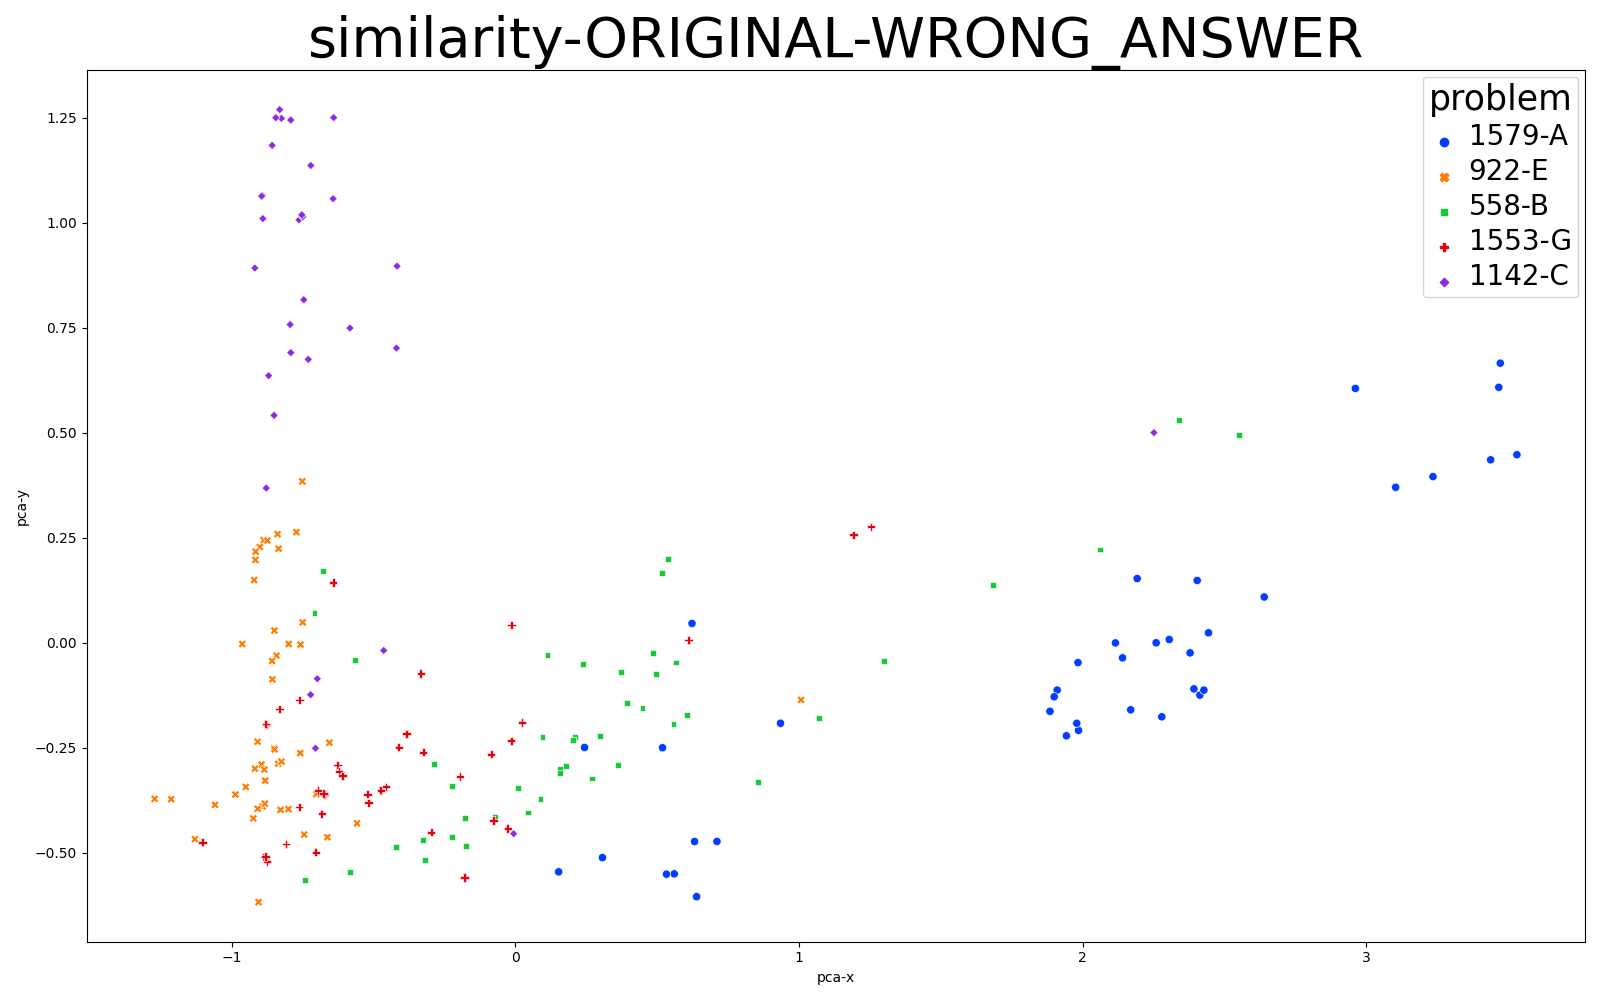 similarity-ORIGINAL-WRONG_ANSWER
problem
1579-A
922-E
558-B
1553-G
1142-C
1.25
1.00
0.75
0.50
0.25
0.00
−0.25
−0.50
pca-y
−1
0
1
2
3
pca-x